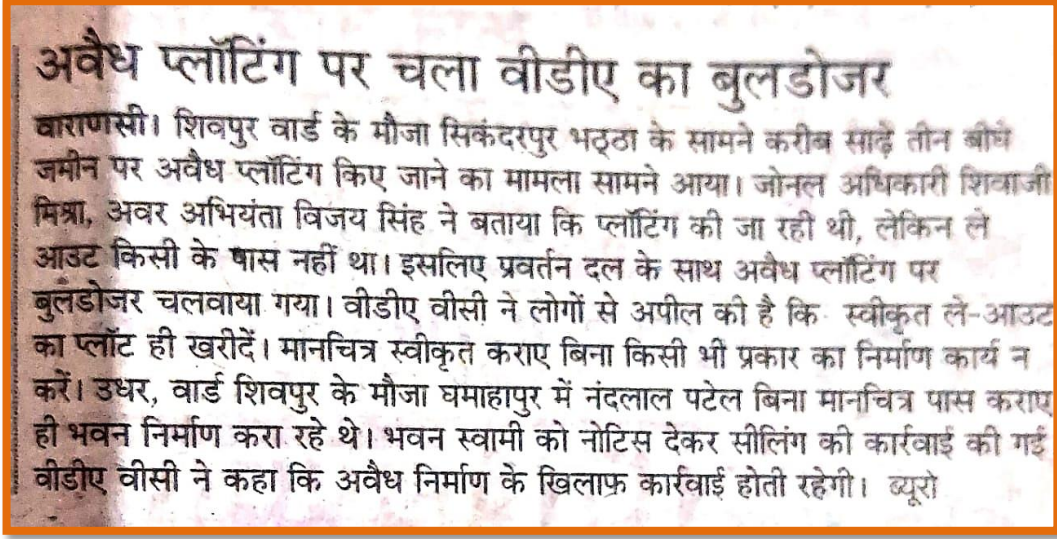 अवैध प्लॉटिंग पर चला वीडीए का बुलडोजर
वाराणसी। शिवपुर वार्ड के मौजा सिकंदरपुर भठ्ठा के सामने करीब साढ़े तीन बीघे
जमीन पर अवैध प्लॉटिंग किए जाने का मामला सामने आया। जोनल अधिकारी शिवाजी
मिश्रा, अवर अभियंता विजय सिंह ने बताया कि प्लॉटिंग की जा रही थी, लेकिन ले
आउट किसी के पास नहीं था। इसलिए प्रवर्तन दल के साथ अवैध प्लॉटिंग पर
बुलडोजर चलवाया गया। वीडीए वीसी ने लोगों से अपील की है कि स्वीकृत ले-आउट
का प्लॉट ही खरीदें। मानचित्र स्वीकृत कराए बिना किसी भी प्रकार का निर्माण कार्य न
करें। उधर, वार्ड शिवपुर के मौजा घमाहापुर में नंदलाल पटेल बिना मानचित्र पास कराए
ही भवन निर्माण करा रहे थे। भवन स्वामी को नोटिस देकर सीलिंग की कार्रवाई की गई
वीडीए वीसी ने कहा कि अवैध निर्माण के खिलाफ कार्रवाई होती रहेगी। ब्यूरो